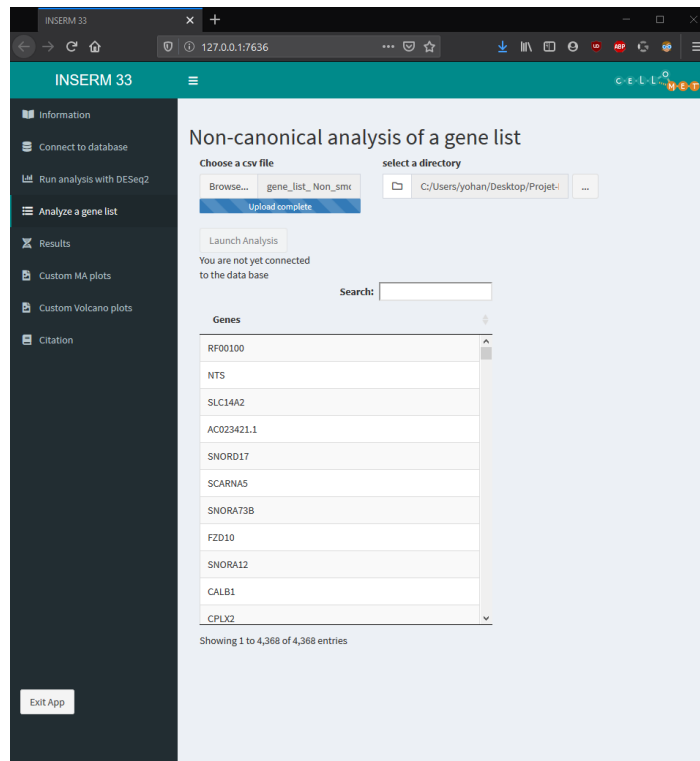 INSERM 33
127.0.0.1:7636
INSERM 33
C-E-L-L-O
M-E-T
Information
Connect to database
Run analysis with DESeq2
Analyze a gene list
Results
Custom MA plots
Custom Volcano plots
Citation
Exit App
Non-canonical analysis of a gene list
Choose a csv file
select a directory
Browse... gene_list_ Non_smo
C:/Users/yohan/Desktop/Projet- ...
Upload complete
Launch Analysis
You are not yet connected
to the data base
Search:
Genes
RF00100
NTS
SLC14A2
AC023421.1
SNORD17
SCARNA5
SNORA73B
FZD10
SNORA12
CALB1
CPLX2
Showing 1 to 4,368 of 4,368 entries